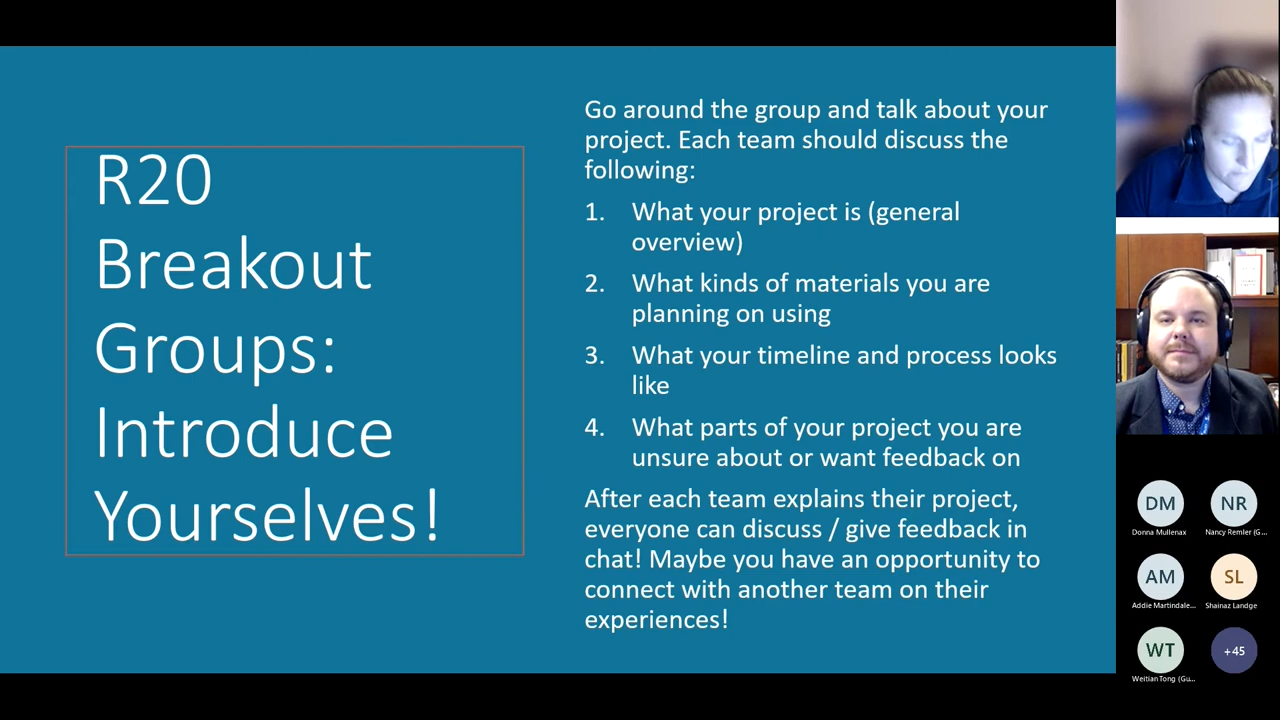 R20
Breakout
Groups:
Introduce
Yourselves!
Go around the group and talk about your
project. Each team should discuss the
following:
1. What your project is (general
overview)
2. What kinds of materials you are
planning on using
3. What your timeline and process looks
like
4. What parts of your project you are
unsure about or want feedback on
After each team explains their project,
everyone can discuss / give feedback in
chat! Maybe you have an opportunity to
connect with another team on their
experiences!
DM
NR
Donna Mullenax
Nancy Remler (G...
AM
SL
Addie Martindale...
Shainaz Landge
WT
+45
Weitian Tong (Gu...